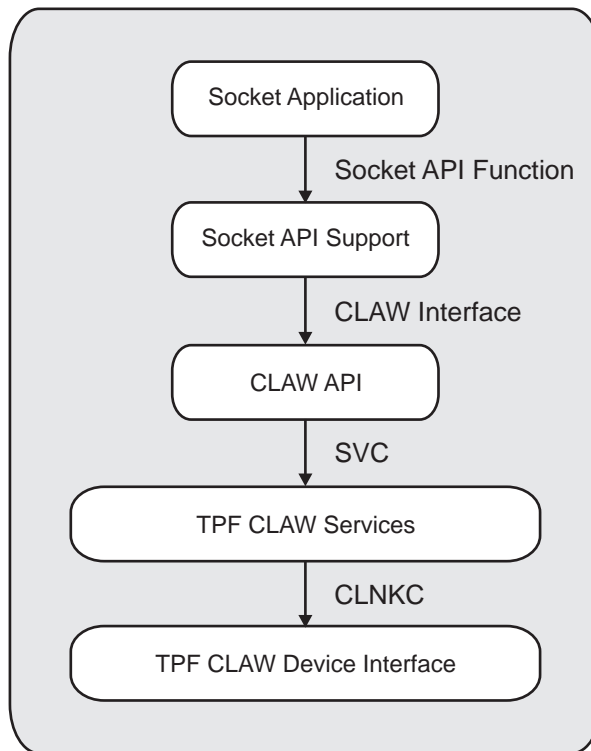 Socket Application
Socket API Function
Socket API Support
CLAW Interface
CLAW API
SVC
TPF CLAW Services
CLNKC
TPF CLAW Device Interface